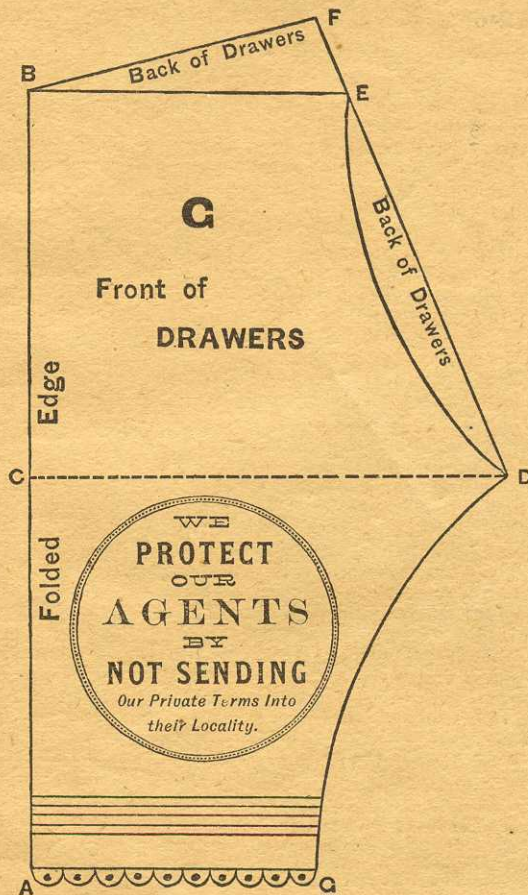 F
Back of Drawers
B
E
G
Back of Drawers
Front of
DRAWERS
Edge
C
D
Folded
WE
PROTECT
OUR
AGENTS
BY
NOT SENDING
Our Private Terms Into
their Locality.
A
G